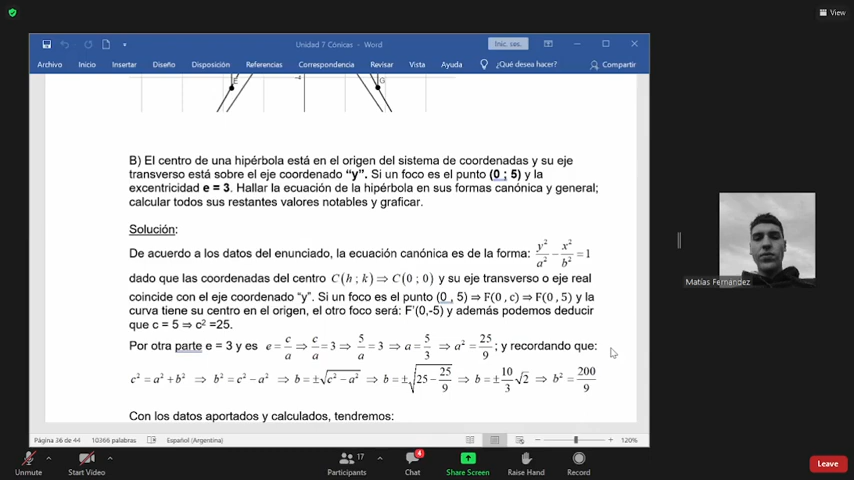 View
Unidad 7 Cónicas - Word
Inic. ses.
Archivo Inicio Insertar Diseño Disposición Referencias Correspondencia Revisar Vista Ayuda ¿Qué desea hacer? Compartir
-4
E
G
B) El centro de una hipérbola está en el origen del sistema de coordenadas y su eje
transverso está sobre el eje coordenado “y”. Si un foco es el punto (0 ; 5) y la
excentricidad e = 3. Hallar la ecuación de la hipérbola en sus formas canónica y general;
calcular todos sus restantes valores notables y graficar.
Solución:
De acuerdo a los datos del enunciado, la ecuación canónica es de la forma: y²/a² − x²/b² = 1
dado que las coordenadas del centro C(h ; k) ⇒ C(0 ; 0) y su eje transverso o eje real
coincide con el eje coordenado “y”. Si un foco es el punto (0 , 5) ⇒ F(0 , c) ⇒ F(0 , 5) y la
curva tiene su centro en el origen, el otro foco será: F’(0,-5) y además podemos deducir
que c = 5 ⇒ c² =25.
Por otra parte e = 3 y es e = c/a ⇒ c/a = 3 ⇒ 5/a = 3 ⇒ a = 5/3 ⇒ a² = 25/9 ; y recordando que:
c² = a² + b² ⇒ b² = c² − a² ⇒ b = ±√(c² − a²) ⇒ b = ±√(25 − 25/9) ⇒ b = ±10/3 √2 ⇒ b² = 200/9
Con los datos aportados y calculados, tendremos:
Matías Fernandez
Página 36 de 44 10366 palabras Español (Argentina) 120%
17
4
Unmute Start Video Participants Chat Share Screen Raise Hand Record Leave